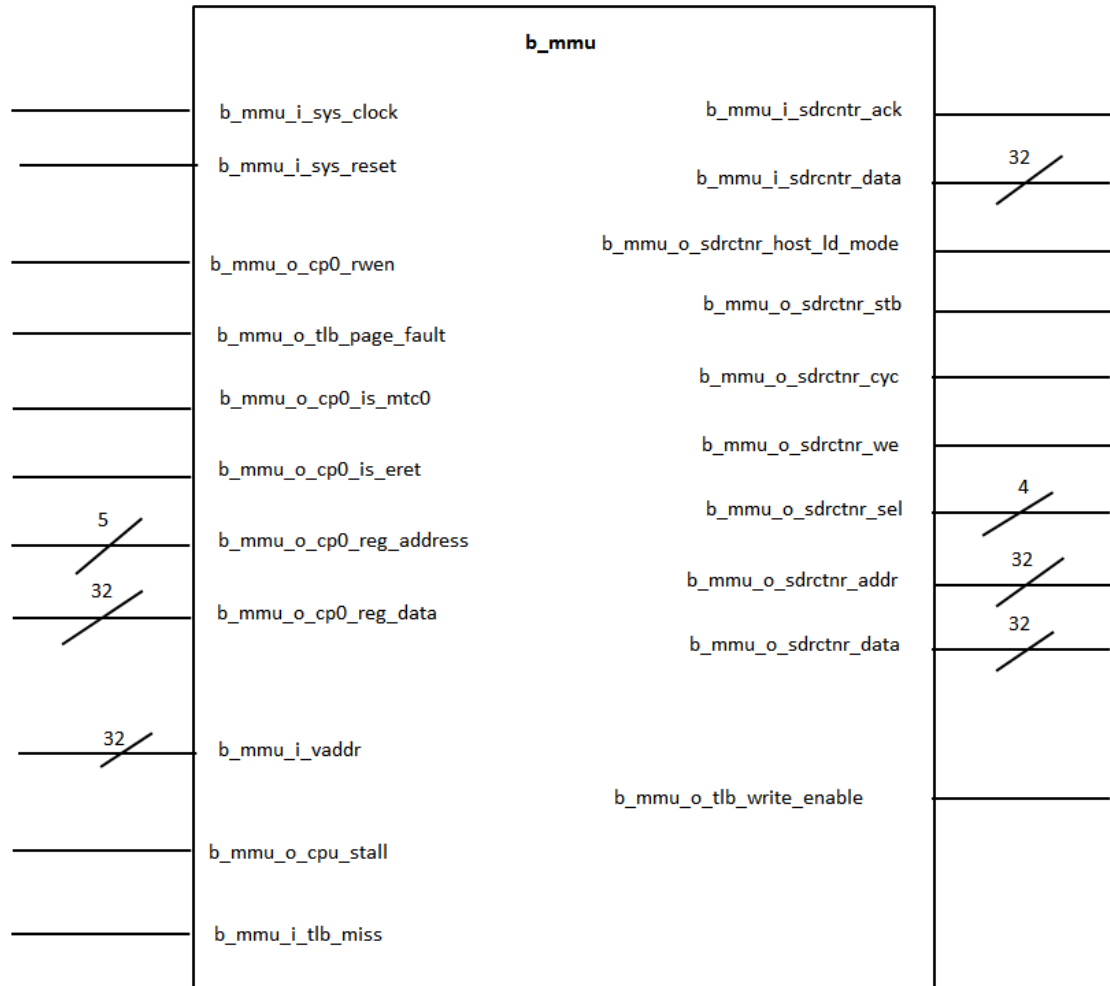 b_mmu
b_mmu_i_sys_clock
b_mmu_i_sys_reset
b_mmu_o_cp0_rwen
b_mmu_o_tlb_page_fault
b_mmu_o_cp0_is_mtc0
b_mmu_o_cp0_is_eret
5
b_mmu_o_cp0_reg_address
32
b_mmu_o_cp0_reg_data
32
b_mmu_i_vaddr
b_mmu_o_cpu_stall
b_mmu_i_tlb_miss
b_mmu_i_sdrcntr_ack
32
b_mmu_i_sdrcntr_data
b_mmu_o_sdrctnr_host_ld_mode
b_mmu_o_sdrctnr_stb
b_mmu_o_sdrctnr_cyc
b_mmu_o_sdrctnr_we
4
b_mmu_o_sdrctnr_sel
32
b_mmu_o_sdrctnr_addr
32
b_mmu_o_sdrctnr_data
b_mmu_o_tlb_write_enable